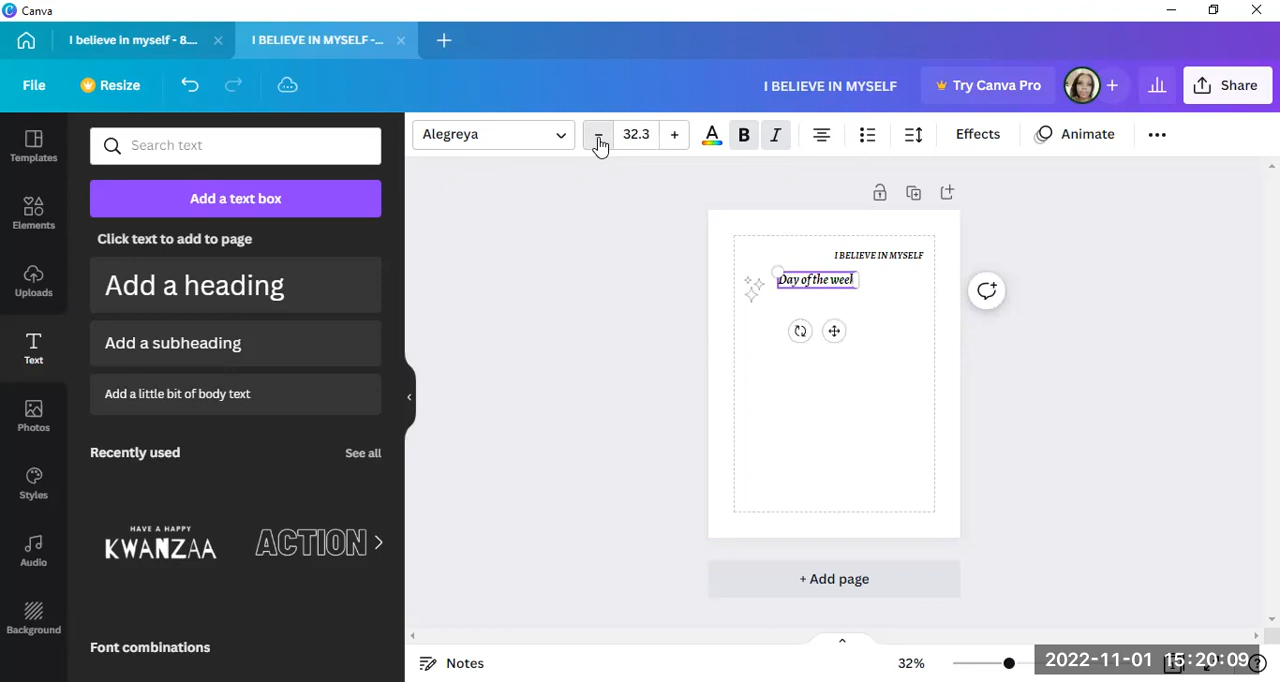 Canva
I believe in myself - 8....
I BELIEVE IN MYSELF -...
File
Resize
I BELIEVE IN MYSELF
Try Canva Pro
Share
Templates
Elements
Uploads
Text
Photos
Styles
Audio
Background
Search text
Add a text box
Click text to add to page
Add a heading
Add a subheading
Add a little bit of body text
Recently used
See all
HAVE A HAPPY
KWANZAA
ACTION
Font combinations
Alegreya
32.3
A
B
I
Effects
Animate
I BELIEVE IN MYSELF
Day of the week
+ Add page
Notes
32%
2022-11-01 15:20:09